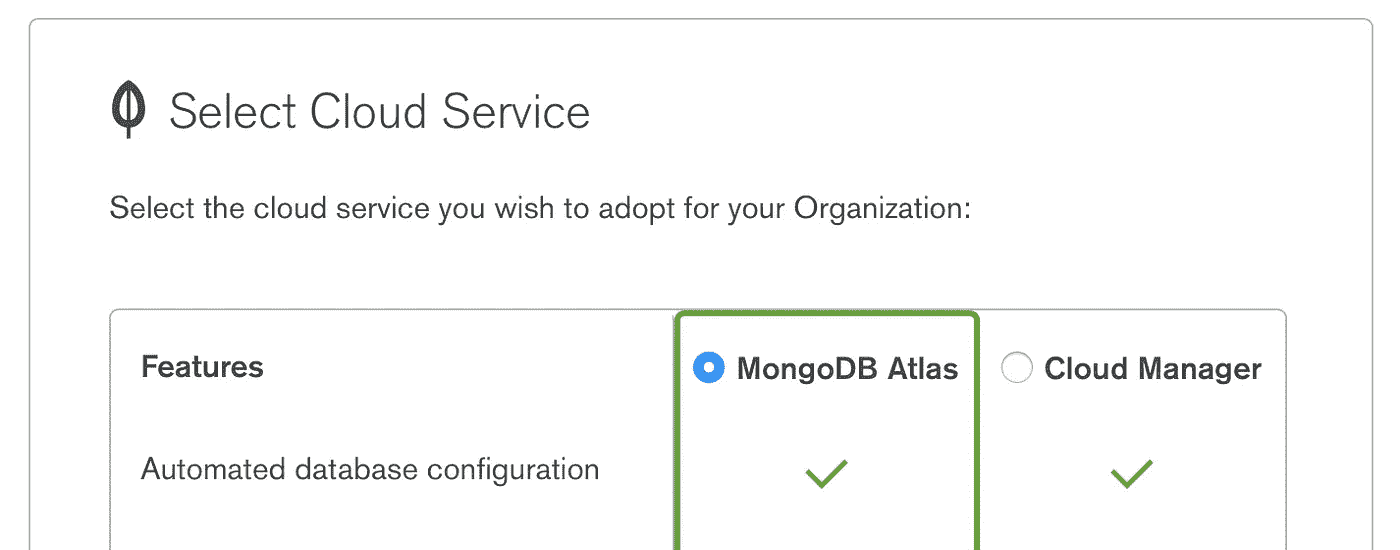 Select Cloud Service
Select the cloud service you wish to adopt for your Organization:
Features MongoDB Atlas Cloud Manager
Automated database configuration